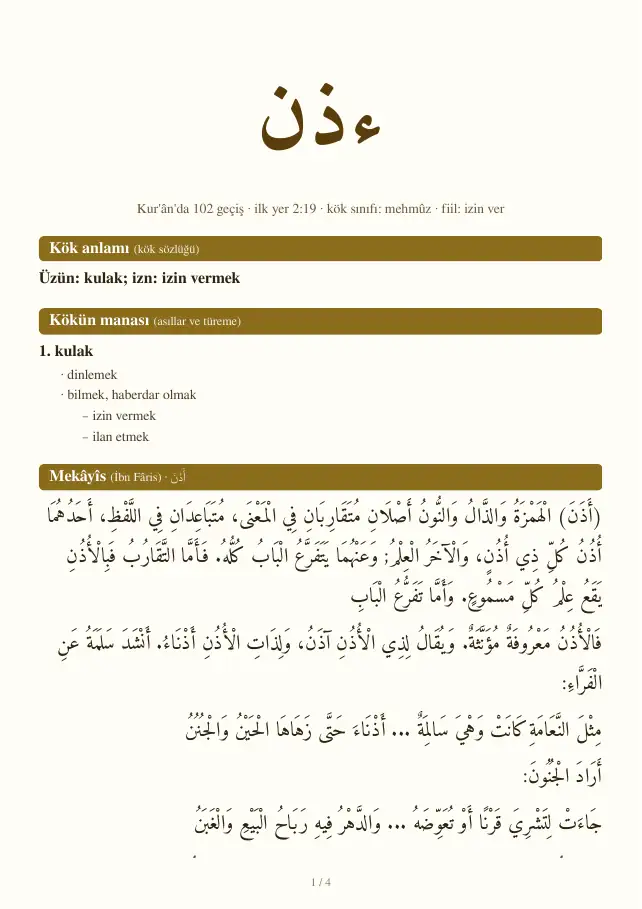 ءذن
Kur'ân'da 102 geçiş · ilk yer 2:19 · kök sınıfı: mehmûz · fiil: izin ver
Kök anlamı (kök sözlüğü)
Üzün: kulak; izn: izin vermek
Kökün manası (asıllar ve türeme)
1. kulak
· dinlemek
· bilmek, haberdar olmak
– izin vermek
– ilan etmek
Mekâyîs (İbn Fâris) · أَذَنَ
(أَذَنَ) الْهَمْزَةُ وَالذَّالُ وَالنُّونُ أَصْلَانِ مُتَقَارِبَانِ فِي الْمَعْنَى، مُتَبَاعِدَانِ فِي اللَّفْظِ، أَحَدُهُمَا
أُذُنُ كُلِّ ذِي أُذُنٍ، وَالْآخَرُ الْعِلْمُ; وَعَنْهُمَا يَتَفَرَّعُ الْبَابُ كُلُّهُ. فَأَمَّا التَّقَارُبُ فَبِالْأُذُنِ
يَقَعُ عِلْمُ كُلِّ مَسْمُوعٍ. وَأَمَّا تَفَرُّعُ الْبَابِ
فَالْأُذُنُ مَعْرُوفَةٌ مُؤَنَّثَةٌ. وَيُقَالُ لِذِي الْأُذُنِ آذَنُ، وَلِذَاتِ الْأُذُنِ أَذْنَاءُ. أَنْشَدَ سَلَمَةُ عَنِ
الْفَرَّاءِ:
مِثْلَ النَّعَامَةِ كَانَتْ وَهْيَ سَالِمَةٌ ... أَذْنَاءَ حَتَّى زَهَاهَا الْحَيْنُ وَالْجُنُنُ
أَرَادَ الْجُنُونَ:
جَاءَتْ لِتَشْرِيَ قَرْنًا أَوْ تُعَوِّضَهُ ... وَالدَّهْرُ فِيهِ رَبَاحُ الْبَيْعِ وَالْغَبَنُ
1 / 4